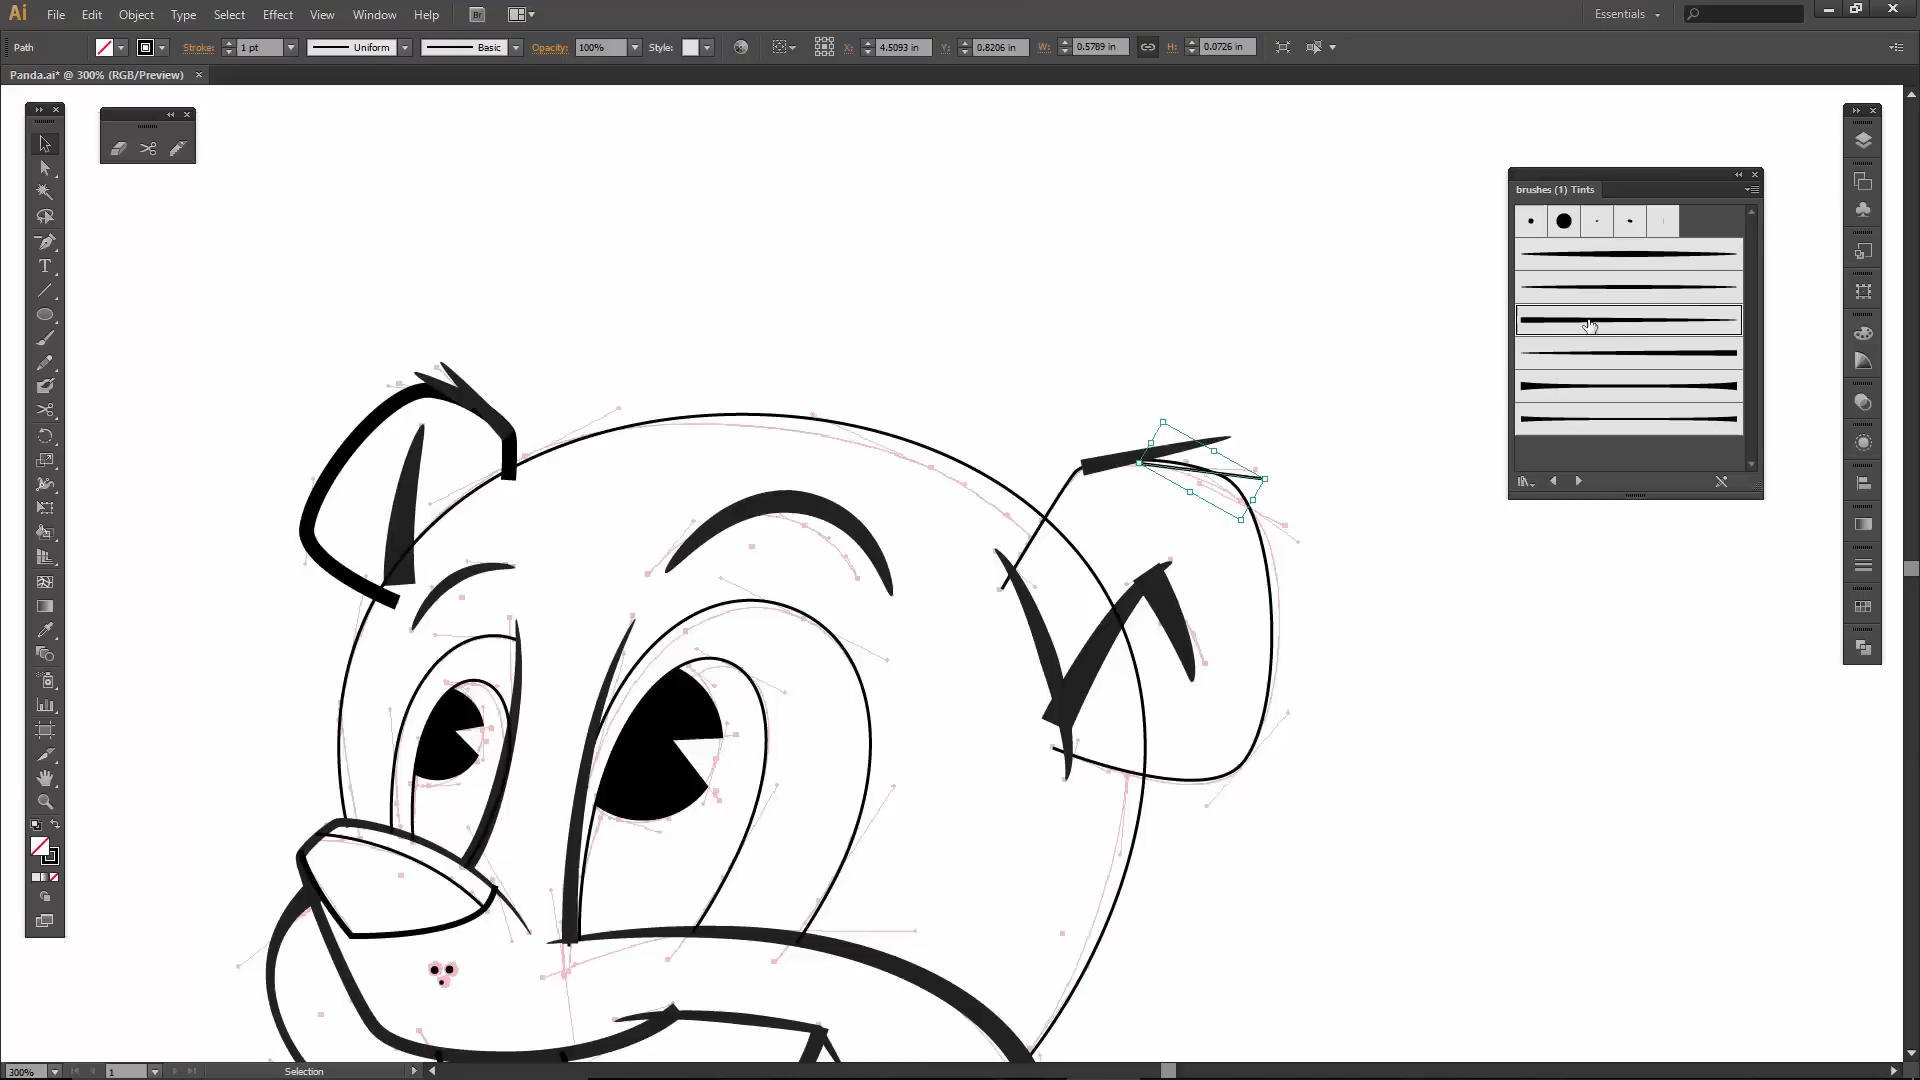 Ai File Edit Object Type Select Effect View Window Help Br Essentials
Path Stroke: 1 pt Uniform Basic Opacity: 100% Style: X: 4.5093 in Y: 0.8206 in W: 0.5789 in H: 0.0726 in
Panda.ai* @ 300% (RGB/Preview)
brushes (1) Tints
T
300% 1 Selection